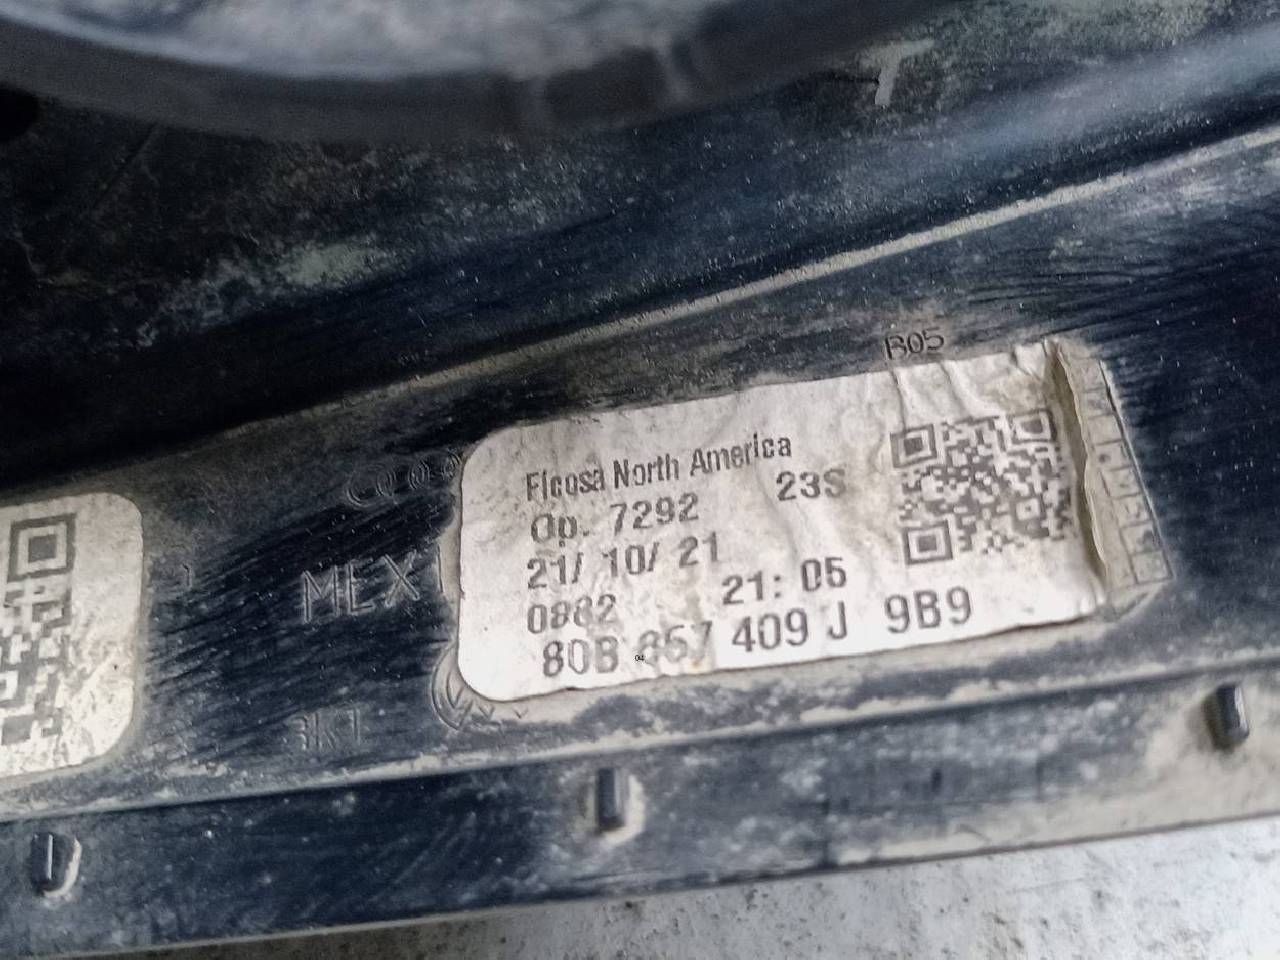 B05
Ficosa North America
Op. 7292 23S
21/ 10/ 21
0882 21: 05
80B 857 409 J 9B9
MEX